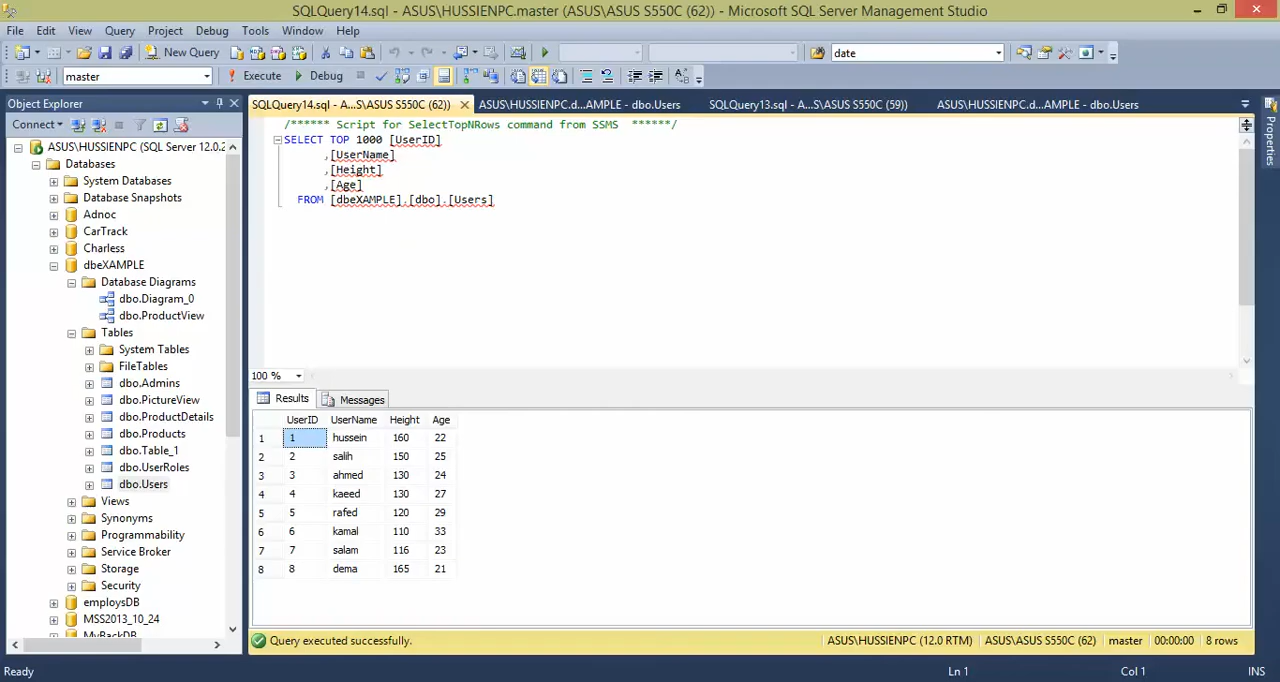 SQLQuery14.sql - ASUS\HUSSIENPC.master (ASUS\ASUS S550C (62)) - Microsoft SQL Server Management Studio
File Edit View Query Project Debug Tools Window Help
New Query date
master Execute Debug
Object Explorer
Connect
ASUS\HUSSIENPC (SQL Server 12.0.2
Databases
System Databases
Database Snapshots
Adnoc
CarTrack
Charless
dbeXAMPLE
Database Diagrams
dbo.Diagram_0
dbo.ProductView
Tables
System Tables
FileTables
dbo.Admins
dbo.PictureView
dbo.ProductDetails
dbo.Products
dbo.Table_1
dbo.UserRoles
dbo.Users
Views
Synonyms
Programmability
Service Broker
Storage
Security
employsDB
MSS2013_10_24
MyBackDB
SQLQuery14.sql - A...S\ASUS S550C (62)) ASUS\HUSSIENPC.d...AMPLE - dbo.Users SQLQuery13.sql - A...S\ASUS S550C (59)) ASUS\HUSSIENPC.d...AMPLE - dbo.Users
/****** Script for SelectTopNRows command from SSMS ******/
SELECT TOP 1000 [UserID]
,[UserName]
,[Height]
,[Age]
FROM [dbeXAMPLE].[dbo].[Users]
100 %
Results Messages
UserID UserName Height Age
1 1 hussein 160 22
2 2 salih 150 25
3 3 ahmed 130 24
4 4 kaeed 130 27
5 5 rafed 120 29
6 6 kamal 110 33
7 7 salam 116 23
8 8 dema 165 21
Query executed successfully. ASUS\HUSSIENPC (12.0 RTM) ASUS\ASUS S550C (62) master 00:00:00 8 rows
Ready Ln 1 Col 1 INS
Properties